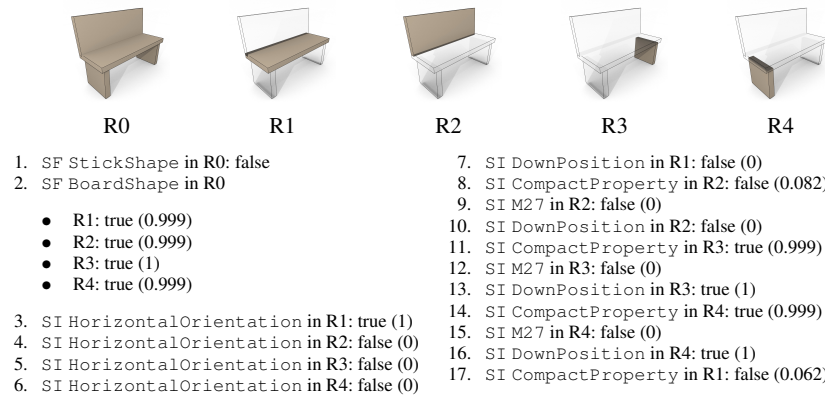 R0
R1
R2
R3
R4
1. SF StickShape in R0: false
2. SF BoardShape in R0
• R1: true (0.999)
• R2: true (0.999)
• R3: true (1)
• R4: true (0.999)
3. SI HorizontalOrientation in R1: true (1)
4. SI HorizontalOrientation in R2: false (0)
5. SI HorizontalOrientation in R3: false (0)
6. SI HorizontalOrientation in R4: false (0)
7. SI DownPosition in R1: false (0)
8. SI CompactProperty in R2: false (0.082)
9. SI M27 in R2: false (0)
10. SI DownPosition in R2: false (0)
11. SI CompactProperty in R3: true (0.999)
12. SI M27 in R3: false (0)
13. SI DownPosition in R3: true (1)
14. SI CompactProperty in R4: true (0.999)
15. SI M27 in R4: false (0)
16. SI DownPosition in R4: true (1)
17. SI CompactProperty in R1: false (0.062)